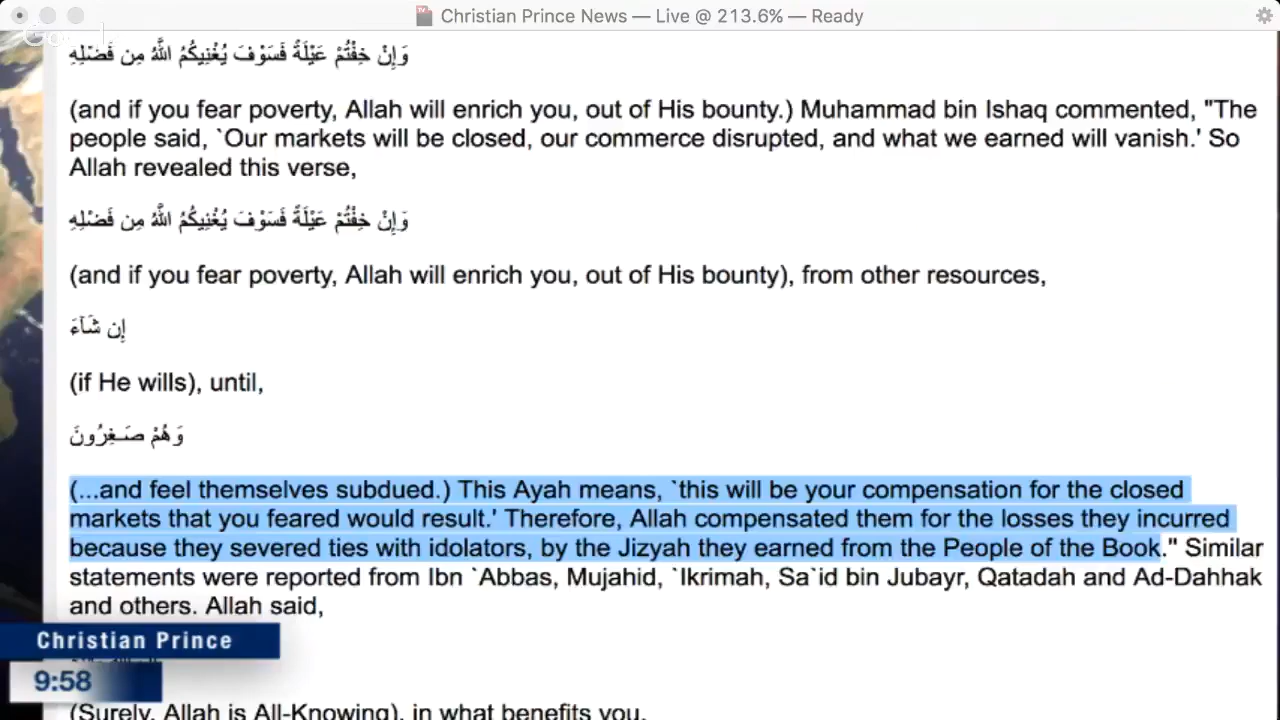 Christian Prince News — Live @ 213.6% — Ready
وَإِنْ خِفْتُمْ عَيْلَةً فَسَوْفَ يُغْنِيكُمُ اللَّهُ مِن فَضْلِهِ
(and if you fear poverty, Allah will enrich you, out of His bounty.) Muhammad bin Ishaq commented, "The
people said, `Our markets will be closed, our commerce disrupted, and what we earned will vanish.' So
Allah revealed this verse,
وَإِنْ خِفْتُمْ عَيْلَةً فَسَوْفَ يُغْنِيكُمُ اللَّهُ مِن فَضْلِهِ
(and if you fear poverty, Allah will enrich you, out of His bounty), from other resources,
إِن شَآءَ
(if He wills), until,
وَهُمْ صَـغِرُونَ
(...and feel themselves subdued.) This Ayah means, `this will be your compensation for the closed
markets that you feared would result.' Therefore, Allah compensated them for the losses they incurred
because they severed ties with idolators, by the Jizyah they earned from the People of the Book." Similar
statements were reported from Ibn `Abbas, Mujahid, `Ikrimah, Sa`id bin Jubayr, Qatadah and Ad-Dahhak
and others. Allah said,
Christian Prince
9:58
(Surely, Allah is All-Knowing), in what benefits you,